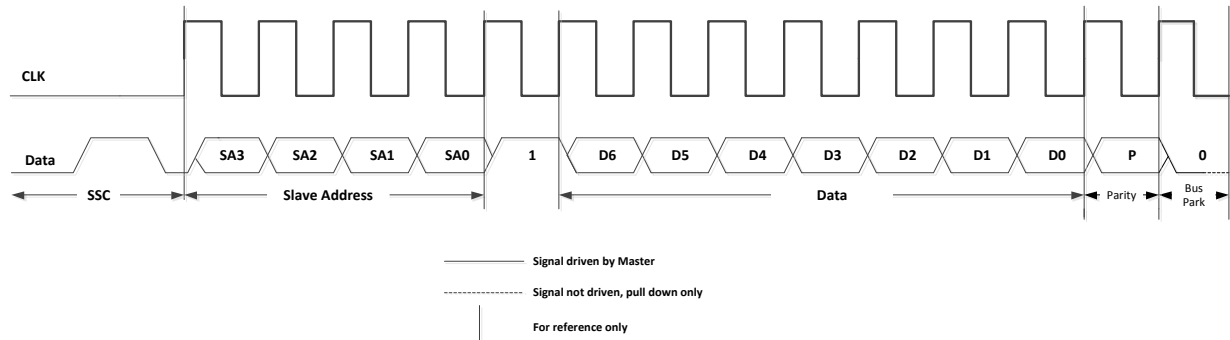 CLK
Data SA3 SA2 SA1 SA0 1 D6 D5 D4 D3 D2 D1 D0 P 0
SSC Slave Address Data Parity Bus
Park
Signal driven by Master
Signal not driven, pull down only
For reference only